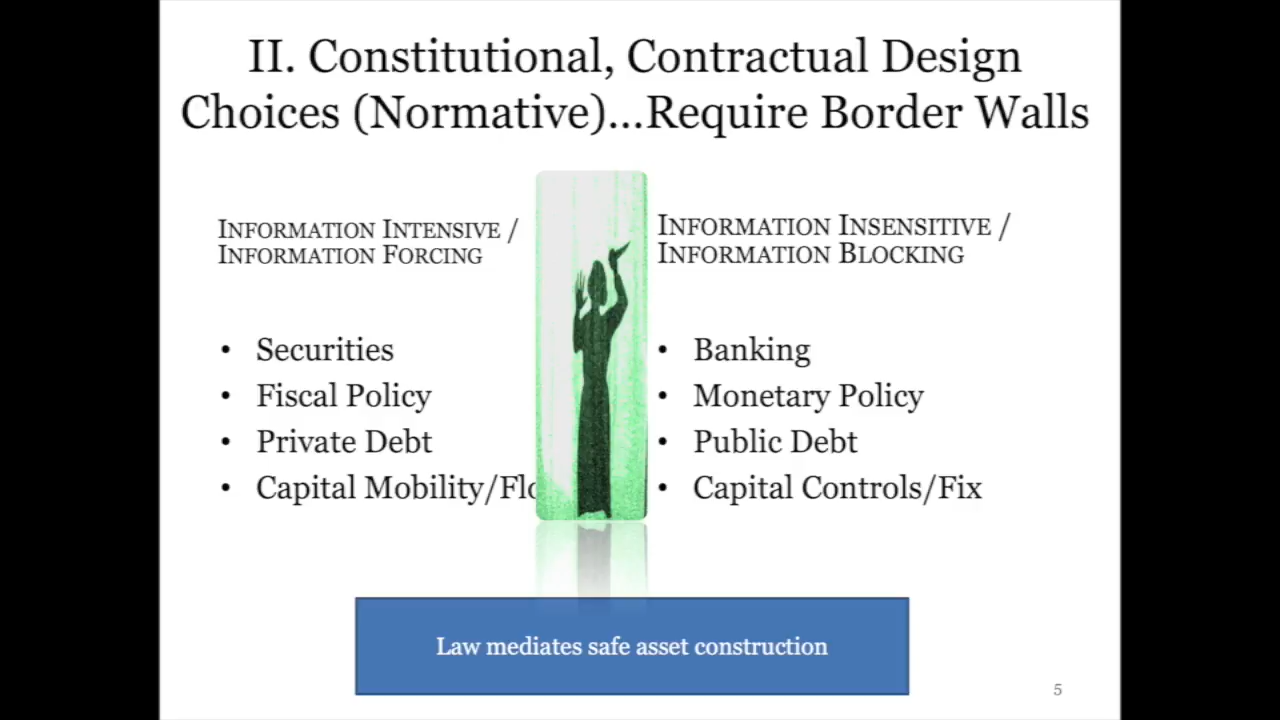 II. Constitutional, Contractual Design
Choices (Normative)...Require Border Walls
INFORMATION INTENSIVE /
INFORMATION FORCING
• Securities
• Fiscal Policy
• Private Debt
• Capital Mobility/Flo
INFORMATION INSENSITIVE /
INFORMATION BLOCKING
• Banking
• Monetary Policy
• Public Debt
• Capital Controls/Fix
Law mediates safe asset construction
5